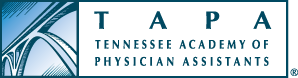 TAPA
TENNESSEE ACADEMY OF
PHYSICIAN ASSISTANTS
®